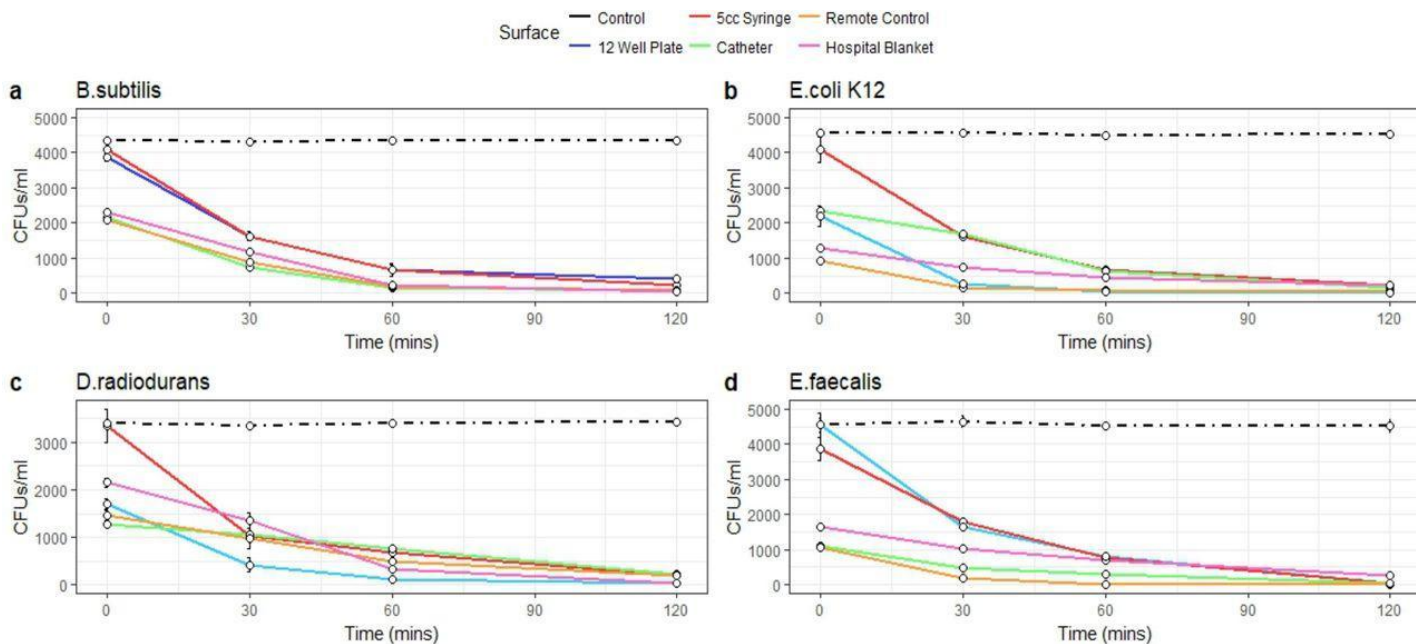 Surface
Control 5cc Syringe Remote Control
12 Well Plate Catheter Hospital Blanket
a B.subtilis
5000
4000
3000
2000
1000
0
CFUs/ml
0 30 60 90 120
Time (mins)
b E.coli K12
5000
4000
3000
2000
1000
0
CFUs/ml
0 30 60 90 120
Time (mins)
c D.radiodurans
3000
2000
1000
0
CFUs/ml
0 30 60 90 120
Time (mins)
d E.faecalis
5000
4000
3000
2000
1000
0
CFUs/ml
0 30 60 90 120
Time (mins)